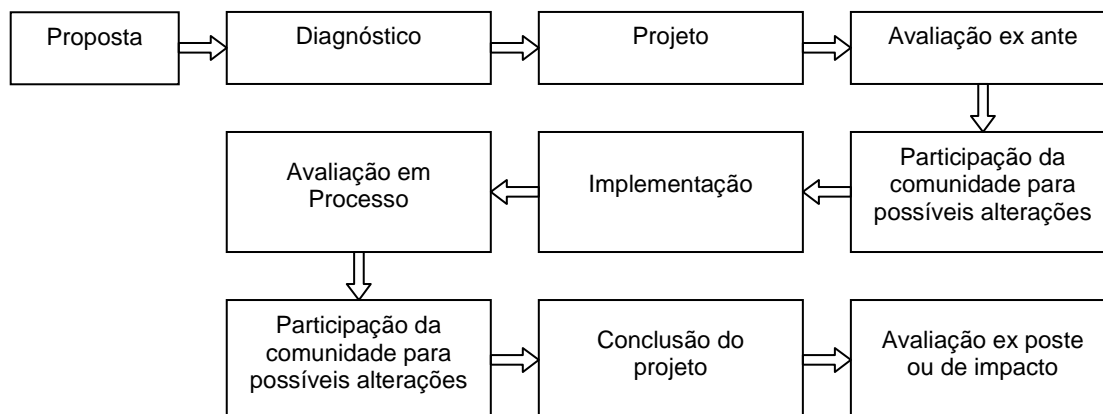 Proposta
Diagnóstico
Projeto
Avaliação ex ante
Participação da
comunidade para
possíveis alterações
Implementação
Avaliação em
Processo
Participação da
comunidade para
possíveis alterações
Conclusão do
projeto
Avaliação ex poste
ou de impacto